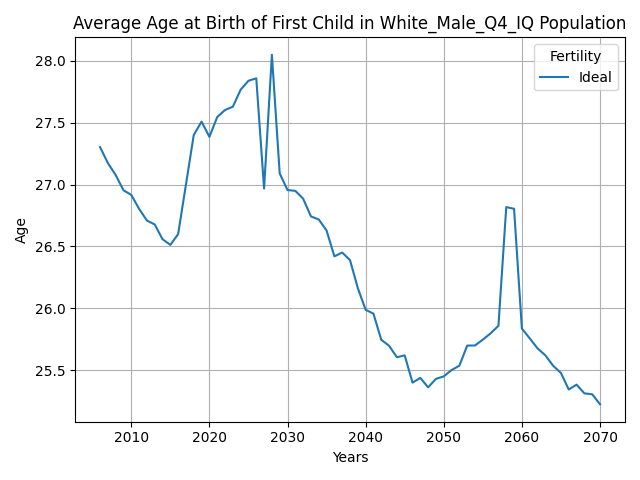 Average Age at Birth of First Child in White_Male_Q4_IQ Population
Fertility
Ideal
28.0
27.5
27.0
26.5
26.0
25.5
Age
2010 2020 2030 2040 2050 2060 2070
Years